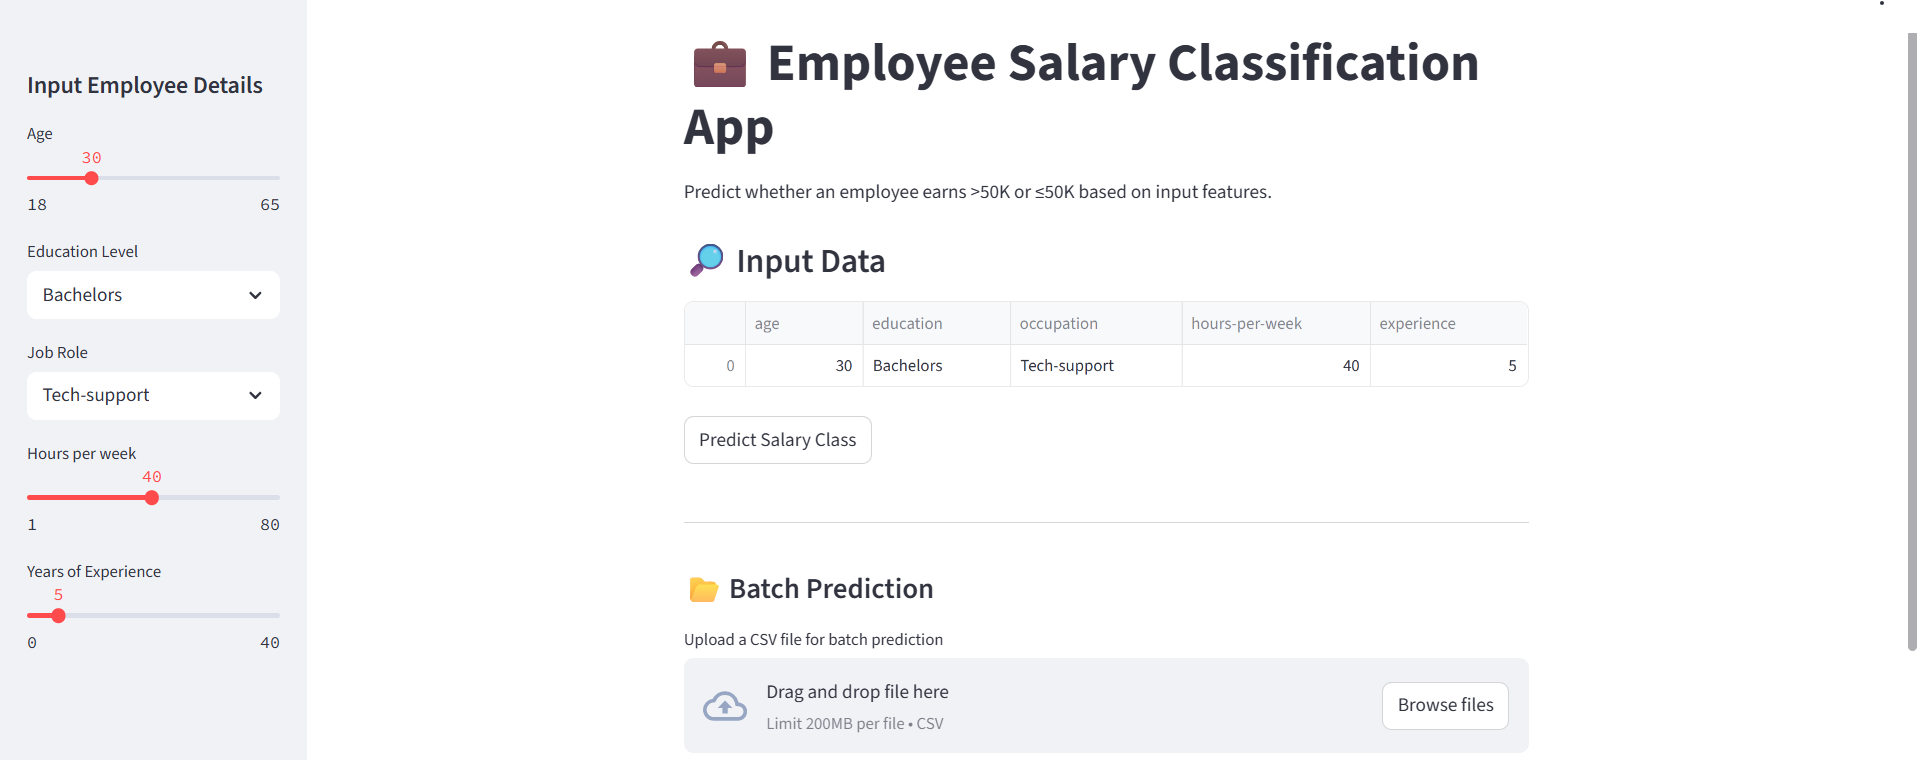 Input Employee Details
Age
30
18 65
Education Level
Bachelors
Job Role
Tech-support
Hours per week
40
1 80
Years of Experience
5
0 40
Employee Salary Classification
App
Predict whether an employee earns >50K or ≤50K based on input features.
Input Data
age education occupation hours-per-week experience
0 30 Bachelors Tech-support 40 5
Predict Salary Class
Batch Prediction
Upload a CSV file for batch prediction
Drag and drop file here
Limit 200MB per file • CSV
Browse files